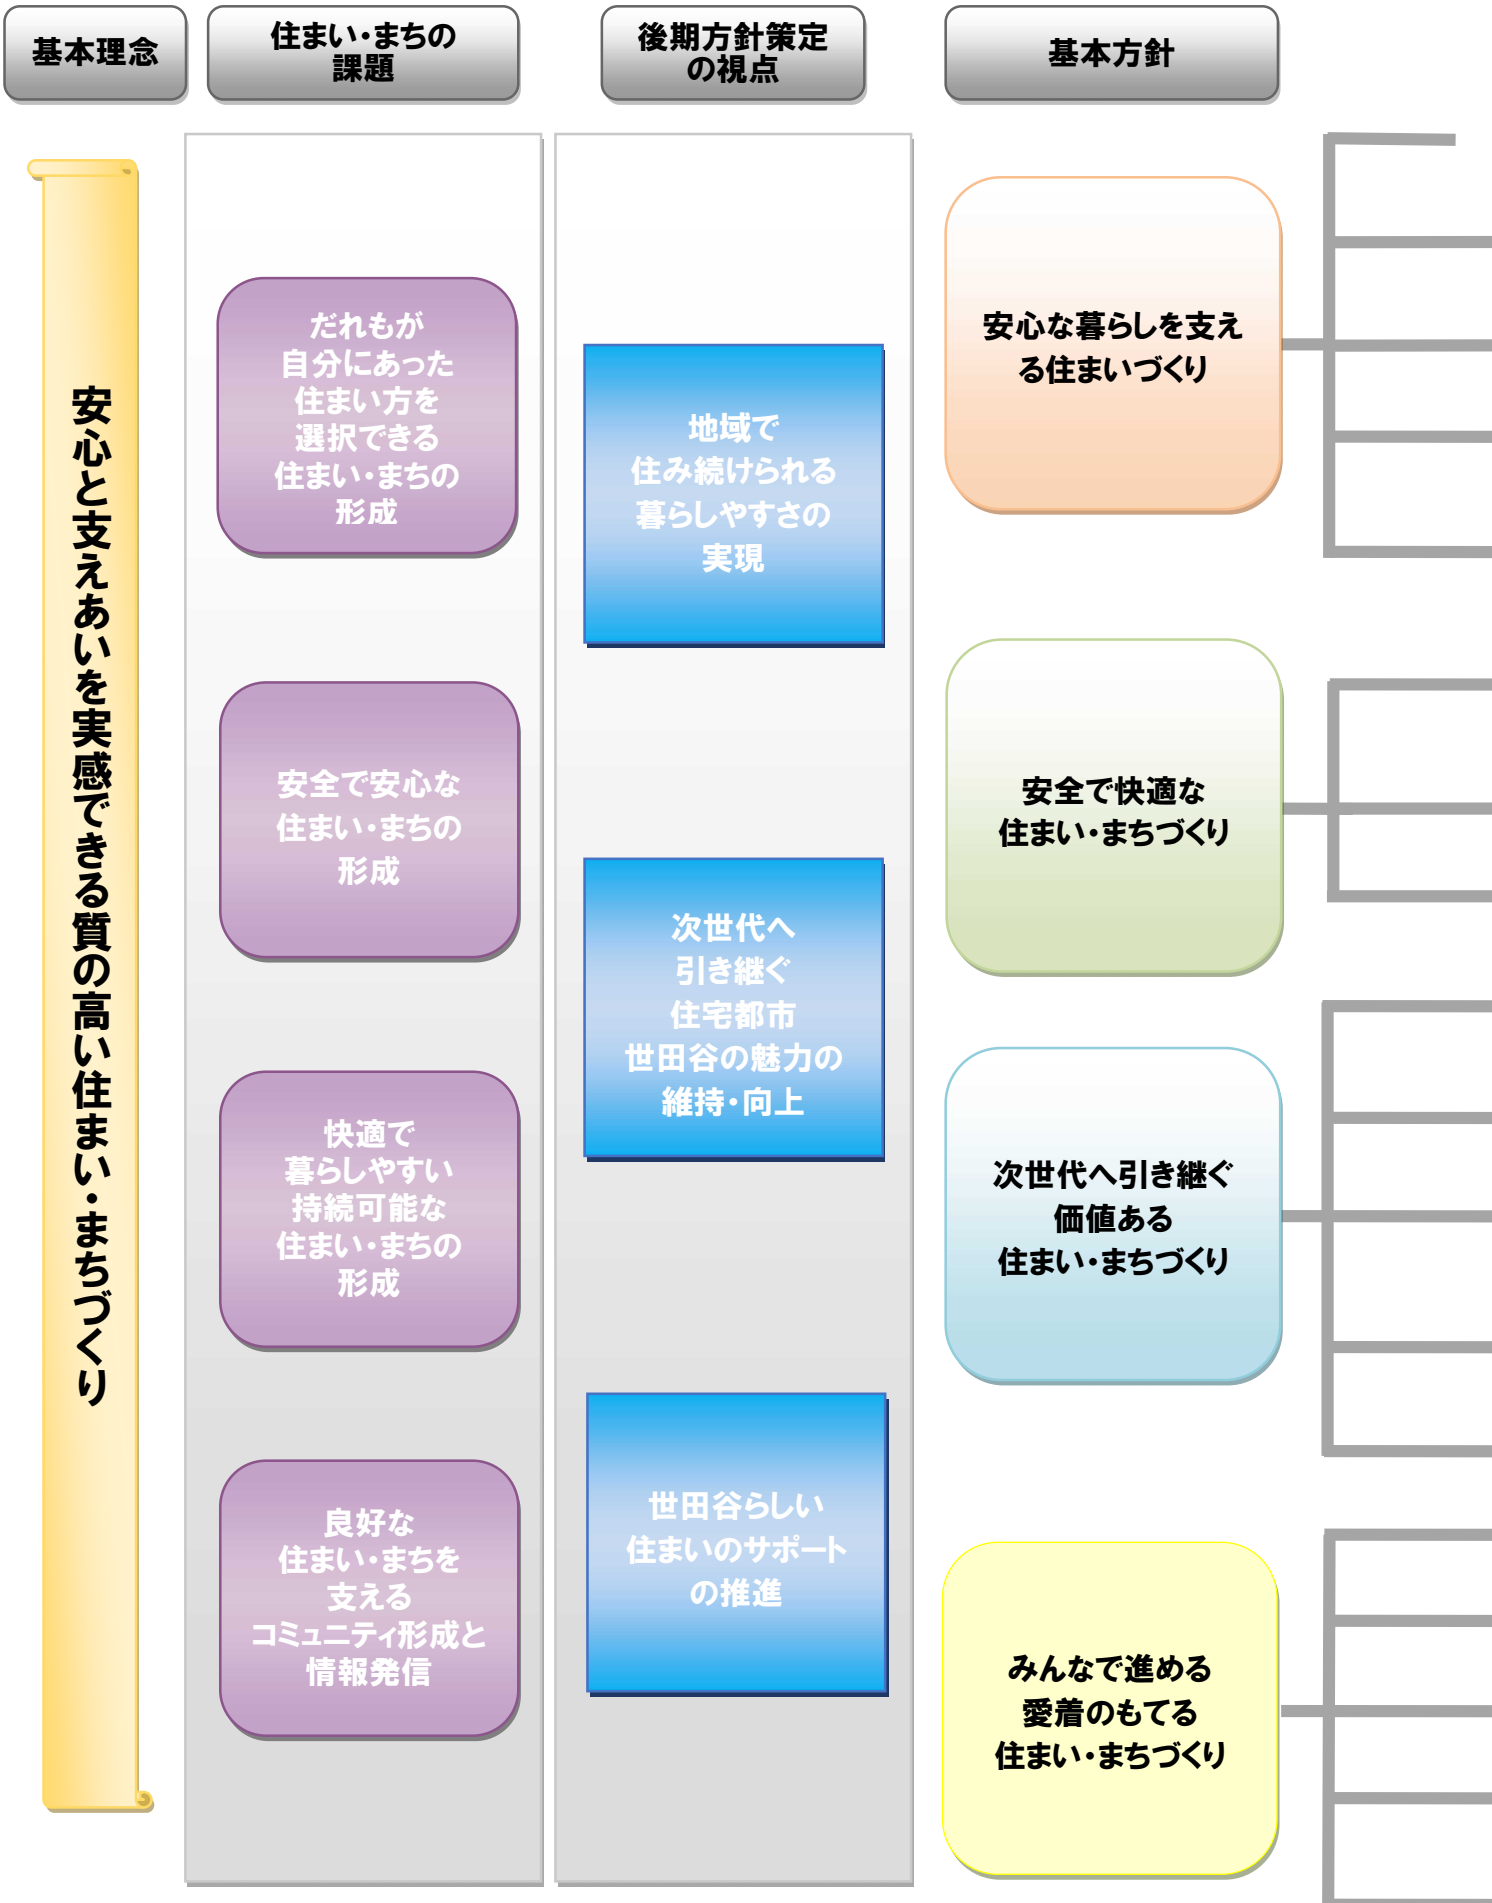 基本理念
住まい・まちの
課題
後期方針策定
の視点
基本方針
安心と支えあいを実感できる質の高い住まい・まちづくり
だれもが
自分にあった
住まい方を
選択できる
住まい・まちの
形成
安全で安心な
住まい・まちの
形成
快適で
暮らしやすい
持続可能な
住まい・まちの
形成
良好な
住まい・まちを
支える
コミュニティ形成と
情報発信
地域で
住み続けられる
暮らしやすさの
実現
次世代へ
引き継ぐ
住宅都市
世田谷の魅力の
維持・向上
世田谷らしい
住まいのサポート
の推進
安心な暮らしを支え
る住まいづくり
安全で快適な
住まい・まちづくり
次世代へ引き継ぐ
価値ある
住まい・まちづくり
みんなで進める
愛着のもてる
住まい・まちづくり